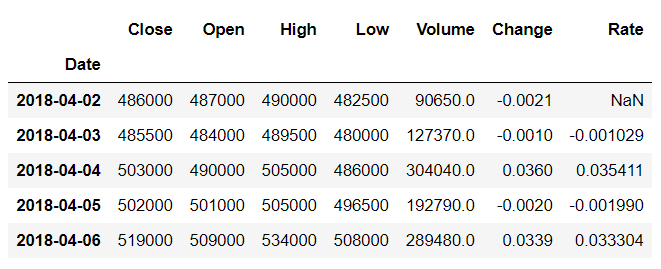 Close Open High Low Volume Change Rate
Date
2018-04-02 486000 487000 490000 482500 90650.0 -0.0021 NaN
2018-04-03 485500 484000 489500 480000 127370.0 -0.0010 -0.001029
2018-04-04 503000 490000 505000 486000 304040.0 0.0360 0.035411
2018-04-05 502000 501000 505000 496500 192790.0 -0.0020 -0.001990
2018-04-06 519000 509000 534000 508000 289480.0 0.0339 0.033304